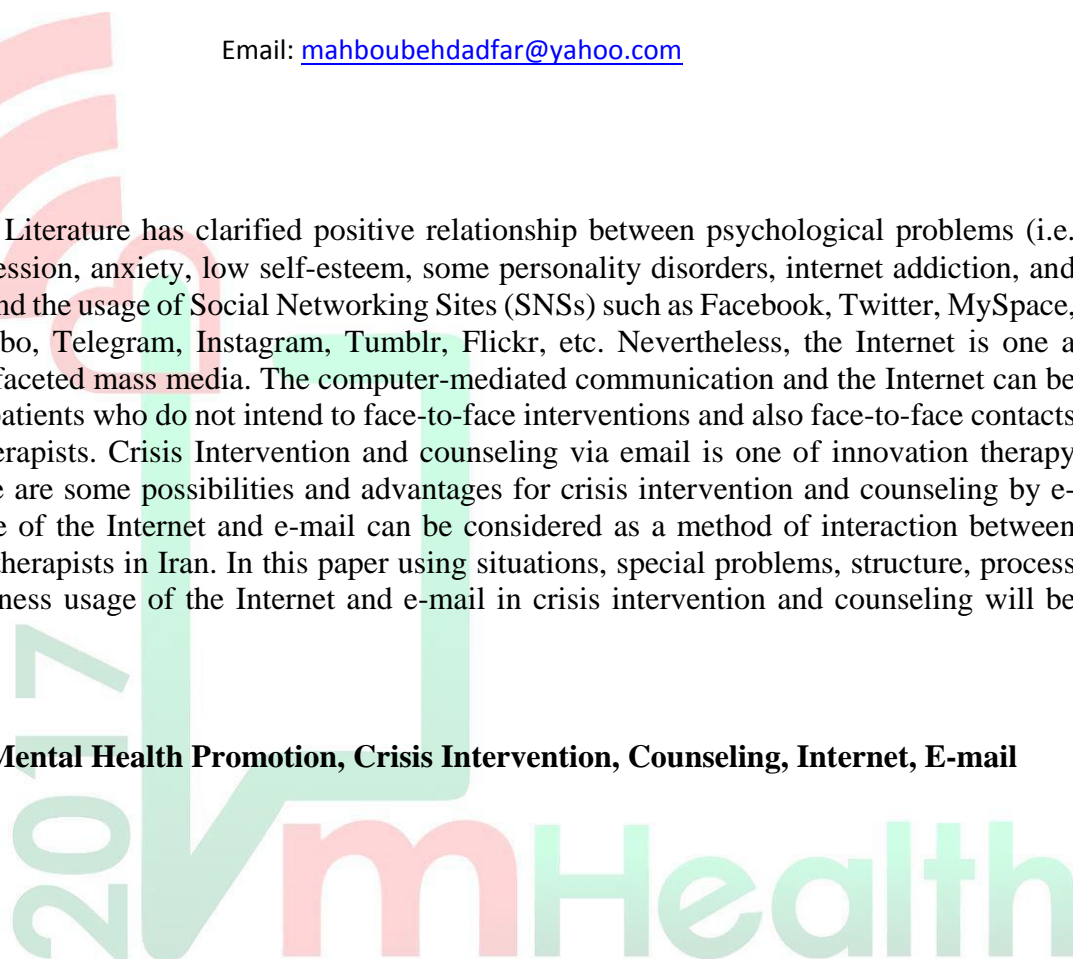 Email: mahboubehdadfar@yahoo.com
Literature has clarified positive relationship between psychological problems (i.e.
ession, anxiety, low self-esteem, some personality disorders, internet addiction, and
nd the usage of Social Networking Sites (SNSs) such as Facebook, Twitter, MySpace,
bo, Telegram, Instagram, Tumblr, Flickr, etc. Nevertheless, the Internet is one a
faceted mass media. The computer-mediated communication and the Internet can be
patients who do not intend to face-to-face interventions and also face-to-face contacts
erapists. Crisis Intervention and counseling via email is one of innovation therapy
e are some possibilities and advantages for crisis intervention and counseling by e-
e of the Internet and e-mail can be considered as a method of interaction between
therapists in Iran. In this paper using situations, special problems, structure, process
ness usage of the Internet and e-mail in crisis intervention and counseling will be
Mental Health Promotion, Crisis Intervention, Counseling, Internet, E-mail
2017
mHealth